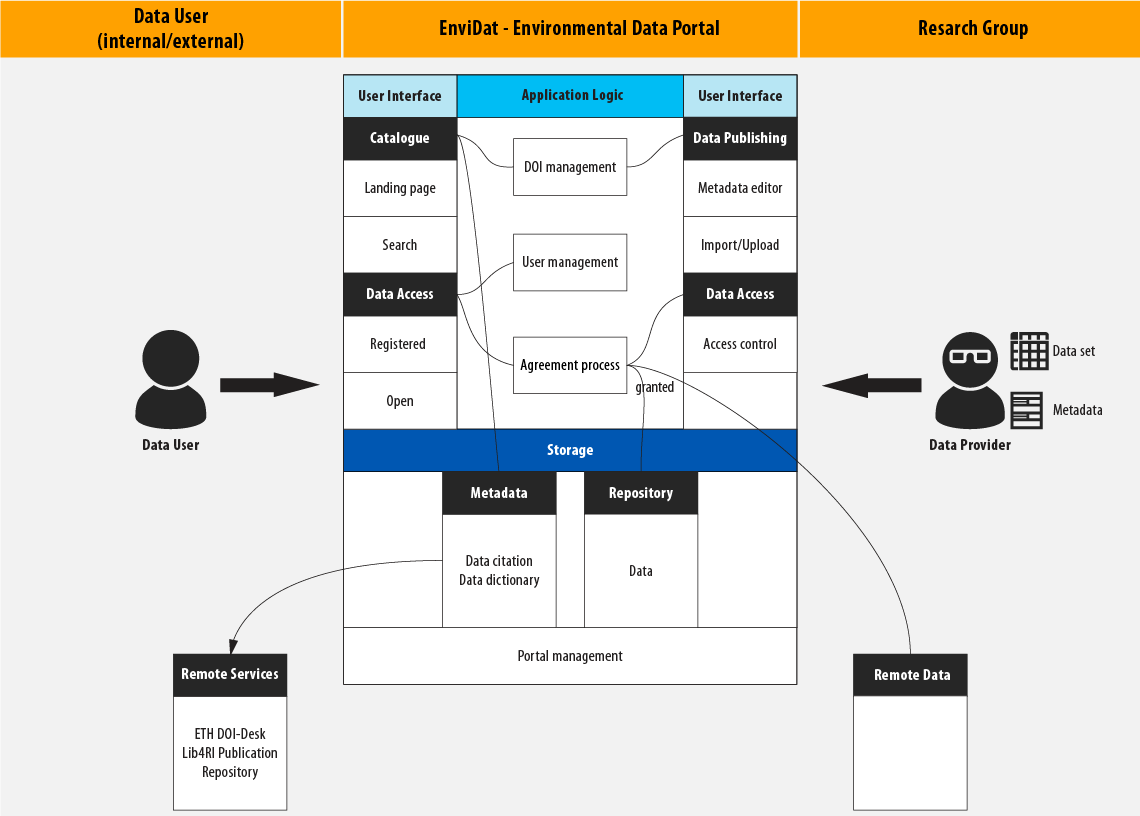 Data User
(internal/external)
EnviDat - Environmental Data Portal
Resarch Group
User Interface
Application Logic
User Interface
Catalogue
DOI management
Data Publishing
Landing page
Metadata editor
Search
User management
Import/Upload
Data Access
Data Access
Registered
Agreement process
Access control
granted
Open
Data User
Data set
Metadata
Data Provider
Storage
Metadata
Repository
Data citation
Data dictionary
Data
Portal management
Remote Services
ETH DOI-Desk
Lib4RI Publication
Repository
Remote Data